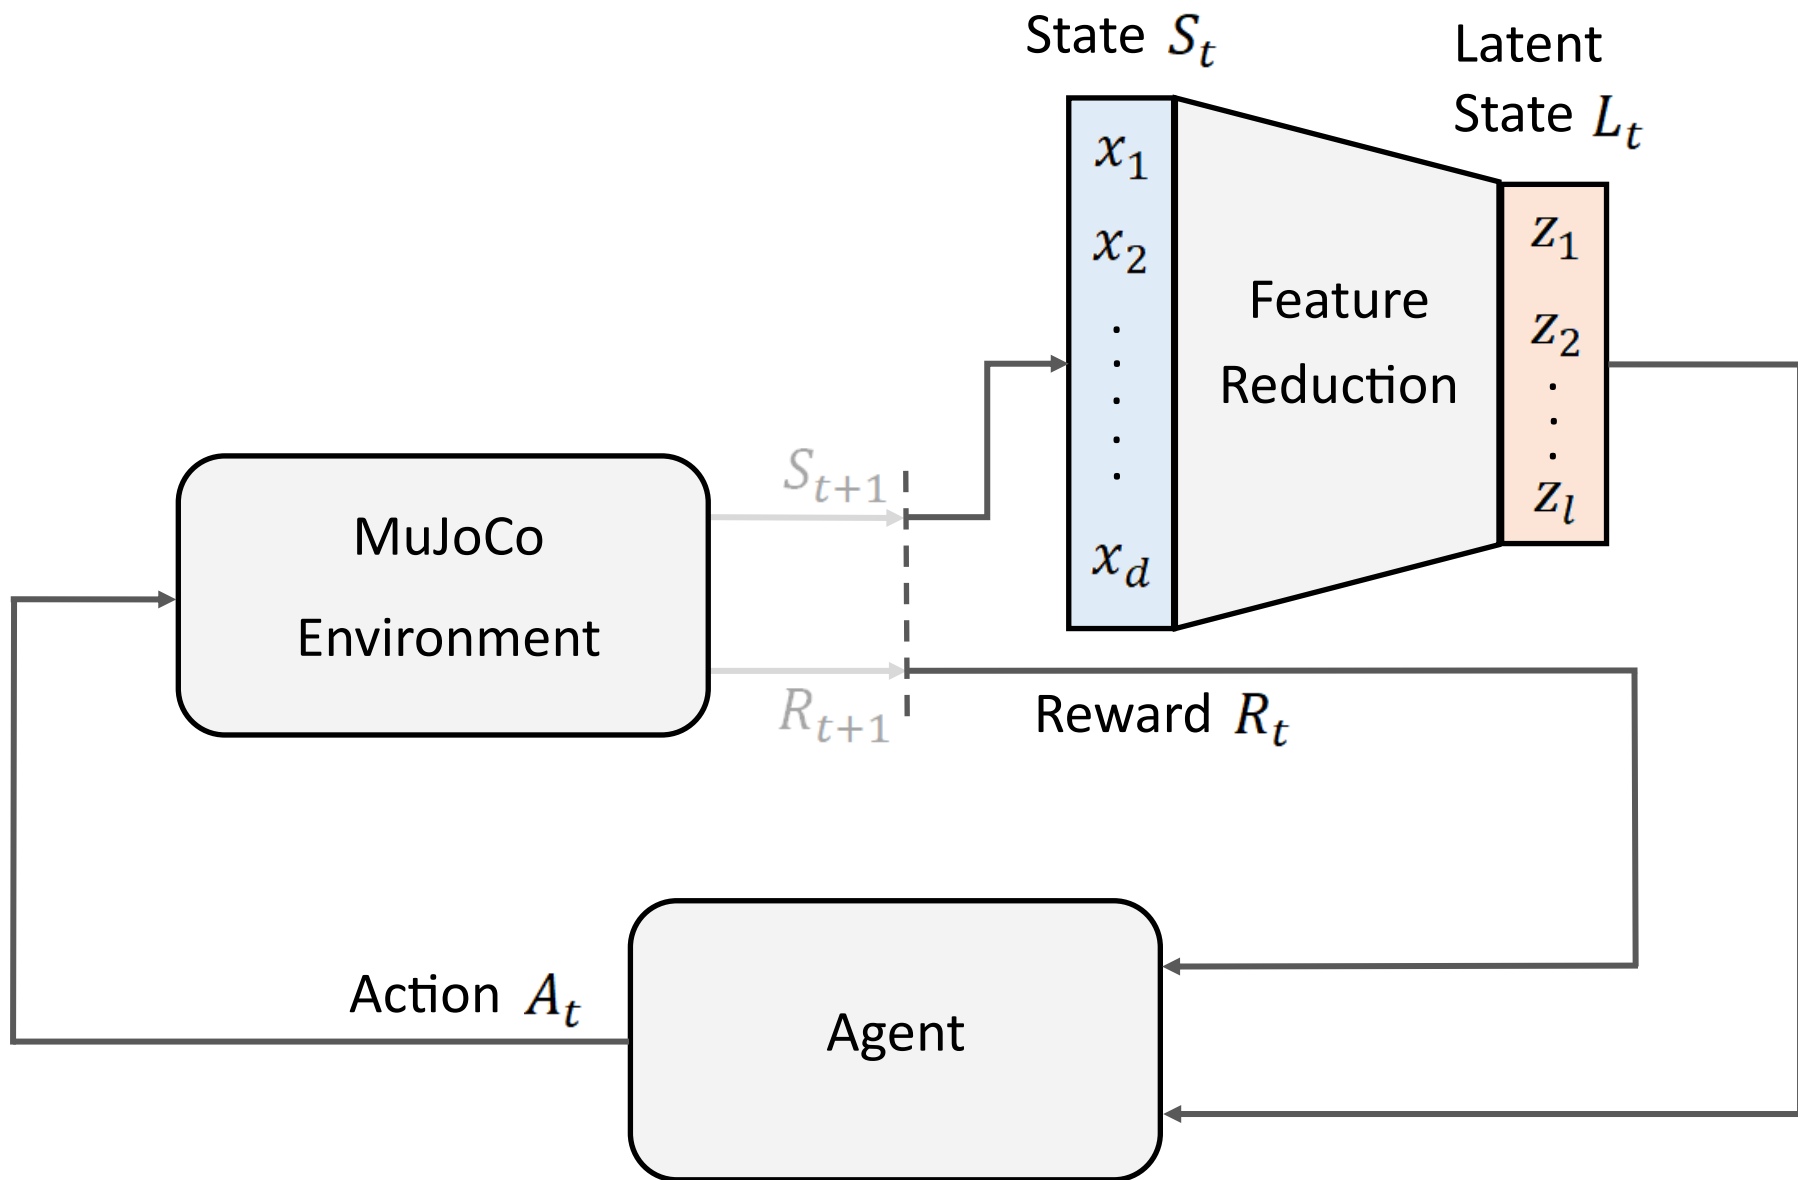 State S_t
Latent
State L_t
x_1
x_2
.
.
.
.
.
x_d
Feature
Reduction
z_1
z_2
.
.
.
z_l
MuJoCo
Environment
S_{t+1}
R_{t+1}
Reward R_t
Action A_t
Agent